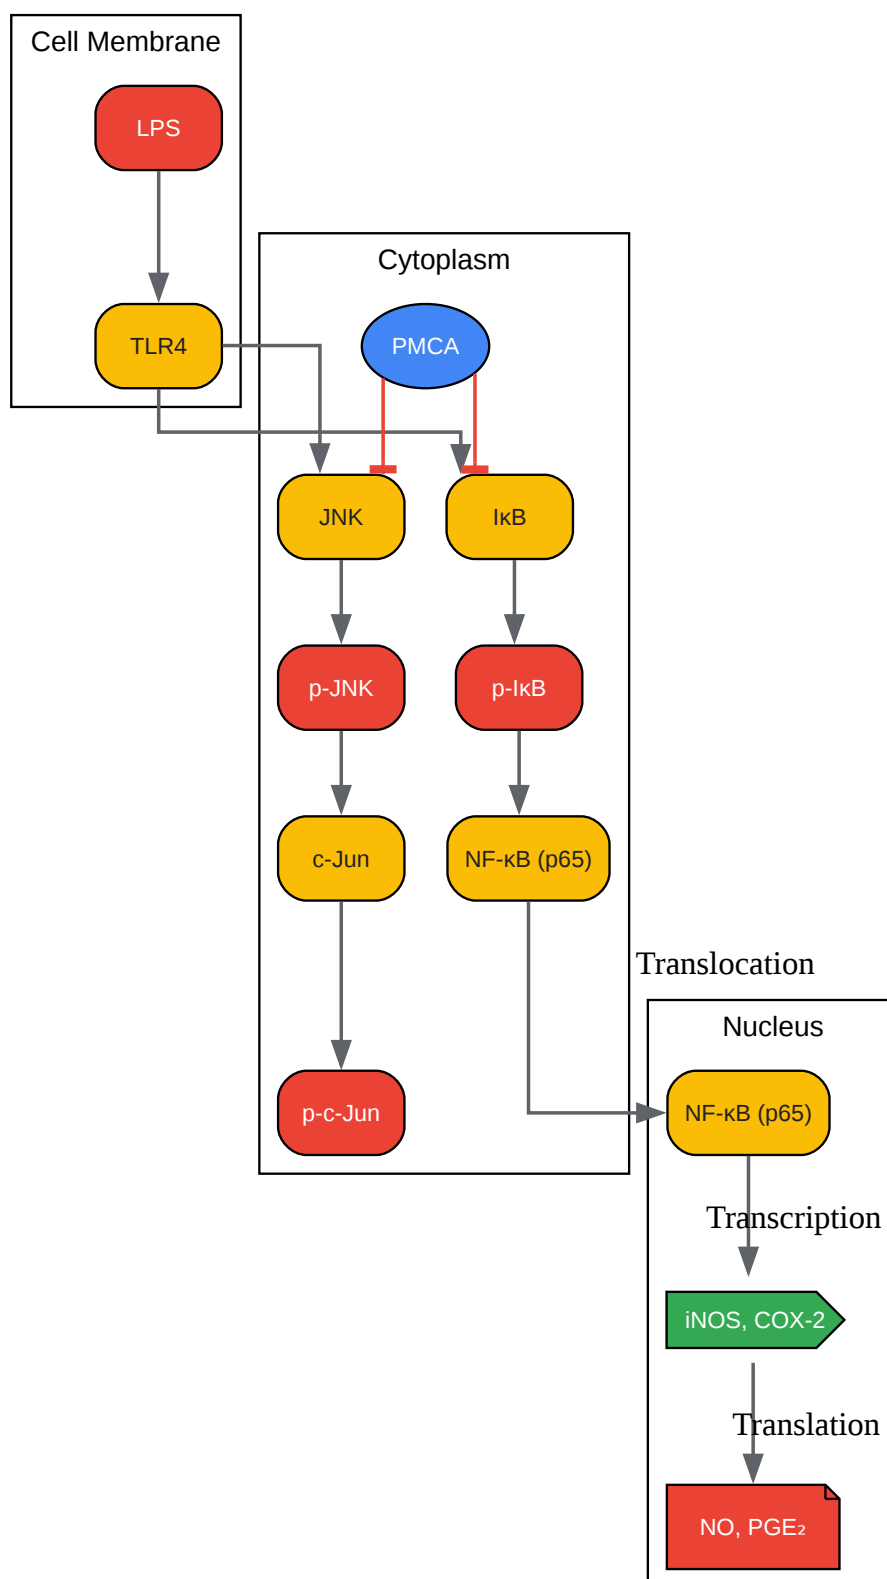 Cell Membrane
LPS
TLR4
Cytoplasm
PMCA
JNK
IκB
p-JNK
p-IκB
c-Jun
NF-κB (p65)
Translocation
Nucleus
p-c-Jun
NF-κB (p65)
Transcription
iNOS, COX-2
Translation
NO, PGE₂